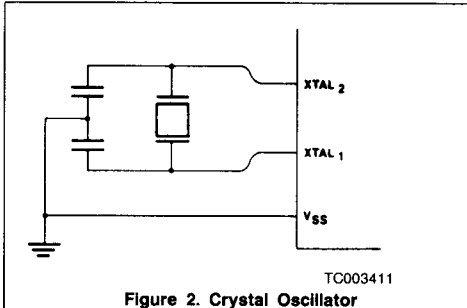 XTAL 2
XTAL 1
VSS
TC003411
Figure 2. Crystal Oscillator